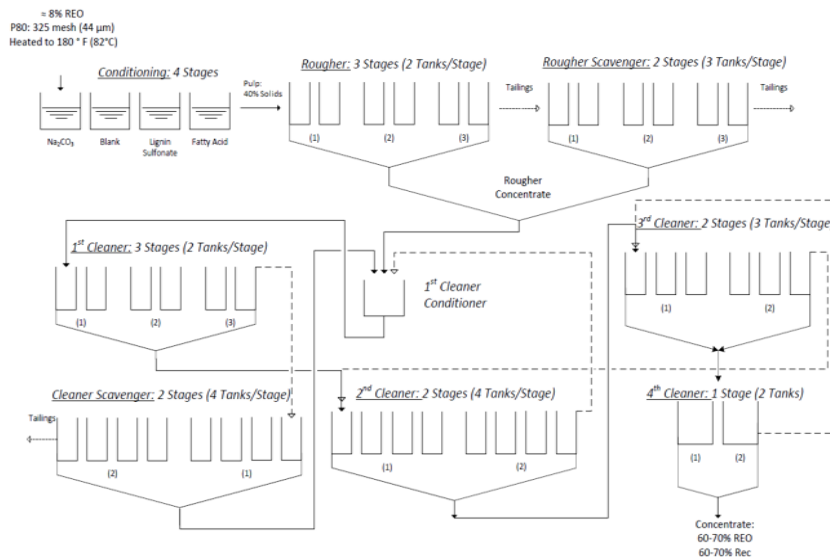 ≈ 8% REO
P80: 325 mesh (44 µm)
Heated to 180 ° F (82°C)
Conditioning: 4 Stages
Na₂CO₃
Blank
Lignin
Sulfonate
Fatty Acid
Pulp:
40% Solids
Rougher: 3 Stages (2 Tanks/Stage)
(1)
(2)
(3)
Tailings
Rougher Scavenger: 2 Stages (3 Tanks/Stage)
(1)
(2)
(3)
Tailings
Rougher
Concentrate
1st Cleaner: 3 Stages (2 Tanks/Stage)
(1)
(2)
(3)
1st Cleaner
Conditioner
3rd Cleaner: 2 Stages (3 Tanks/Stage)
(1)
(2)
Cleaner Scavenger: 2 Stages (4 Tanks/Stage)
Tailings
(2)
(1)
2nd Cleaner: 2 Stages (4 Tanks/Stage)
(1)
(2)
4th Cleaner: 1 Stage (2 Tanks)
(1)
(2)
Concentrate:
60-70% REO
60-70% Rec